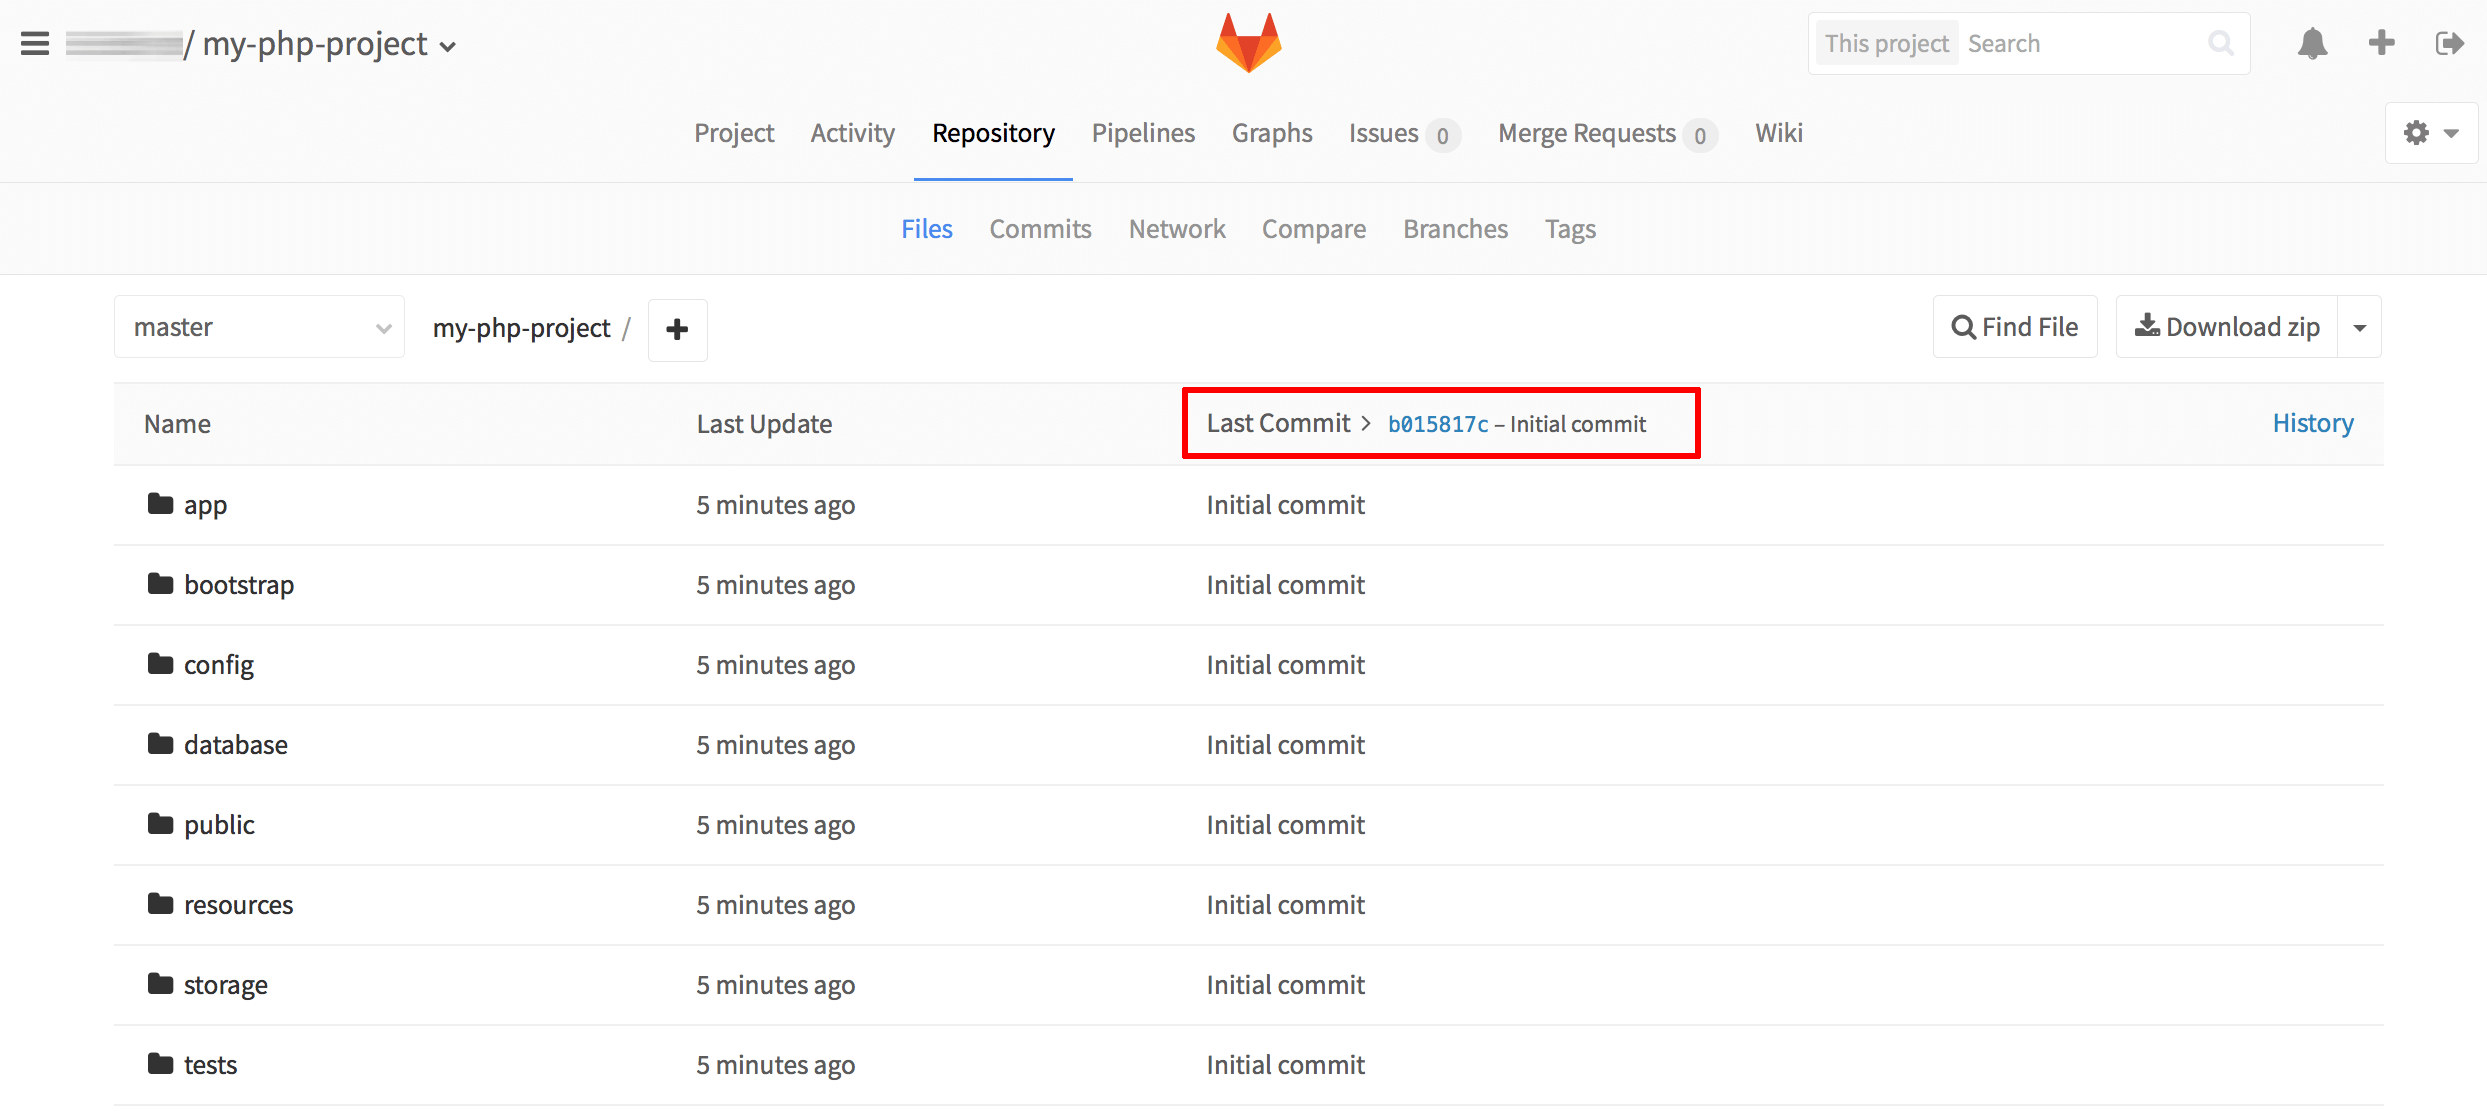 / my-php-project
This project Search
Project Activity Repository Pipelines Graphs Issues 0 Merge Requests 0 Wiki
Files Commits Network Compare Branches Tags
master my-php-project / Find File Download zip
Name Last Update Last Commit > b015817c – Initial commit History
app 5 minutes ago Initial commit
bootstrap 5 minutes ago Initial commit
config 5 minutes ago Initial commit
database 5 minutes ago Initial commit
public 5 minutes ago Initial commit
resources 5 minutes ago Initial commit
storage 5 minutes ago Initial commit
tests 5 minutes ago Initial commit